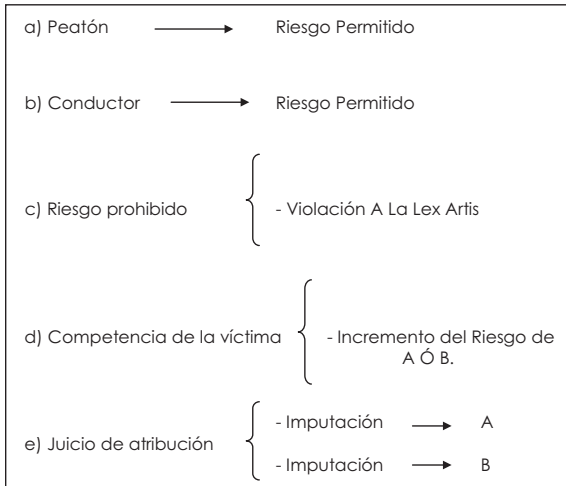 a) Peatón Riesgo Permitido
b) Conductor Riesgo Permitido
c) Riesgo prohibido - Violación A La Lex Artis
d) Competencia de la víctima - Incremento del Riesgo de
A Ó B.
- Imputación A
e) Juicio de atribución
- Imputación B